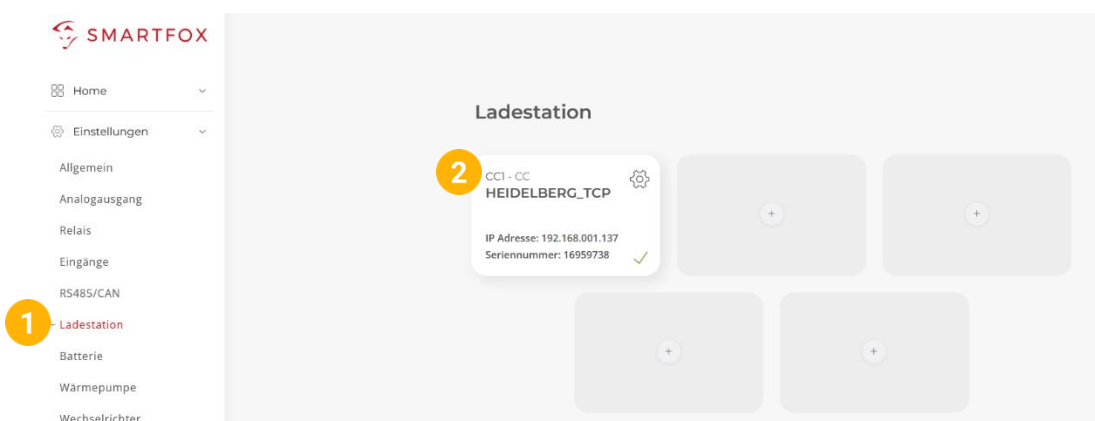 SMARTFOX
Home
Einstellungen
Allgemein
Analogausgang
Relais
Eingänge
RS485/CAN
1
Ladestation
Batterie
Wärmepumpe
Wechselrichter
Ladestation
2
CC1 - CC
HEIDELBERG_TCP
IP Adresse: 192.168.001.137
Seriennummer: 16959738
+
+
+
+